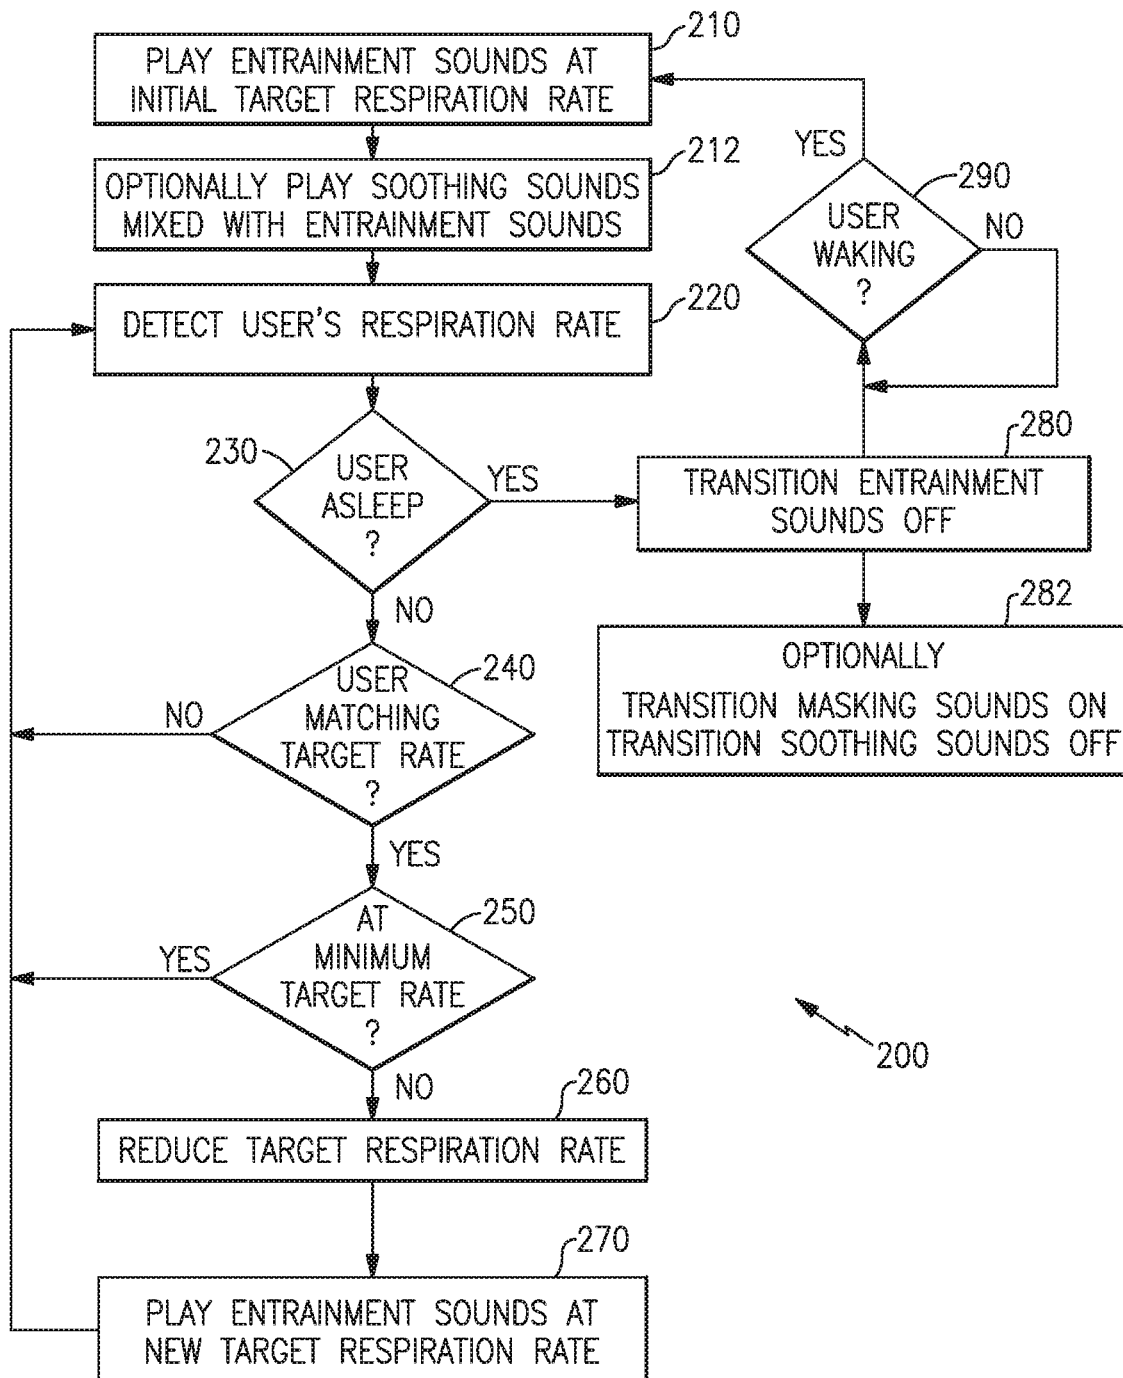 210
PLAY ENTRAINMENT SOUNDS AT
INITIAL TARGET RESPIRATION RATE
212
OPTIONALLY PLAY SOOTHING SOUNDS
MIXED WITH ENTRAINMENT SOUNDS
220
DETECT USER'S RESPIRATION RATE
230
USER
ASLEEP
?
YES
NO
240
USER
MATCHING
TARGET RATE
?
NO
YES
250
AT
MINIMUM
TARGET RATE
?
YES
NO
260
REDUCE TARGET RESPIRATION RATE
270
PLAY ENTRAINMENT SOUNDS AT
NEW TARGET RESPIRATION RATE
YES
290
USER
WAKING
?
NO
280
TRANSITION ENTRAINMENT
SOUNDS OFF
282
OPTIONALLY
TRANSITION MASKING SOUNDS ON
TRANSITION SOOTHING SOUNDS OFF
200